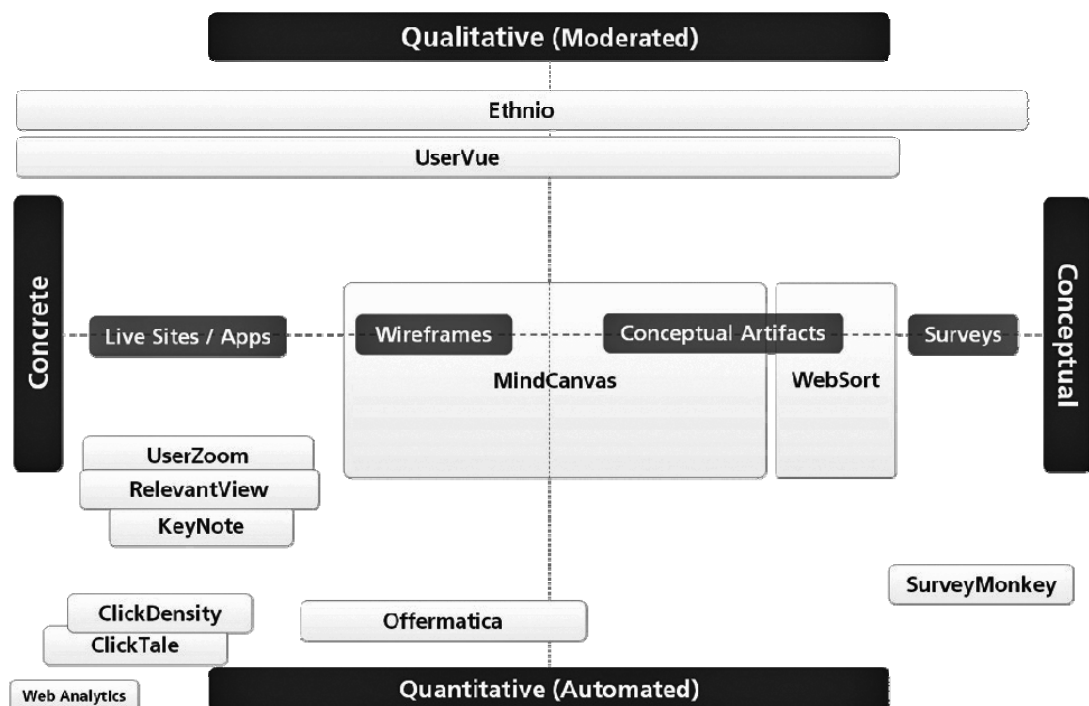 Qualitative (Moderated)
Ethnio
UserVue
Concrete
Conceptual
Live Sites / Apps
Wireframes
Conceptual Artifacts
Surveys
MindCanvas
WebSort
UserZoom
RelevantView
KeyNote
SurveyMonkey
ClickDensity
Offermatica
ClickTale
Web Analytics
Quantitative (Automated)